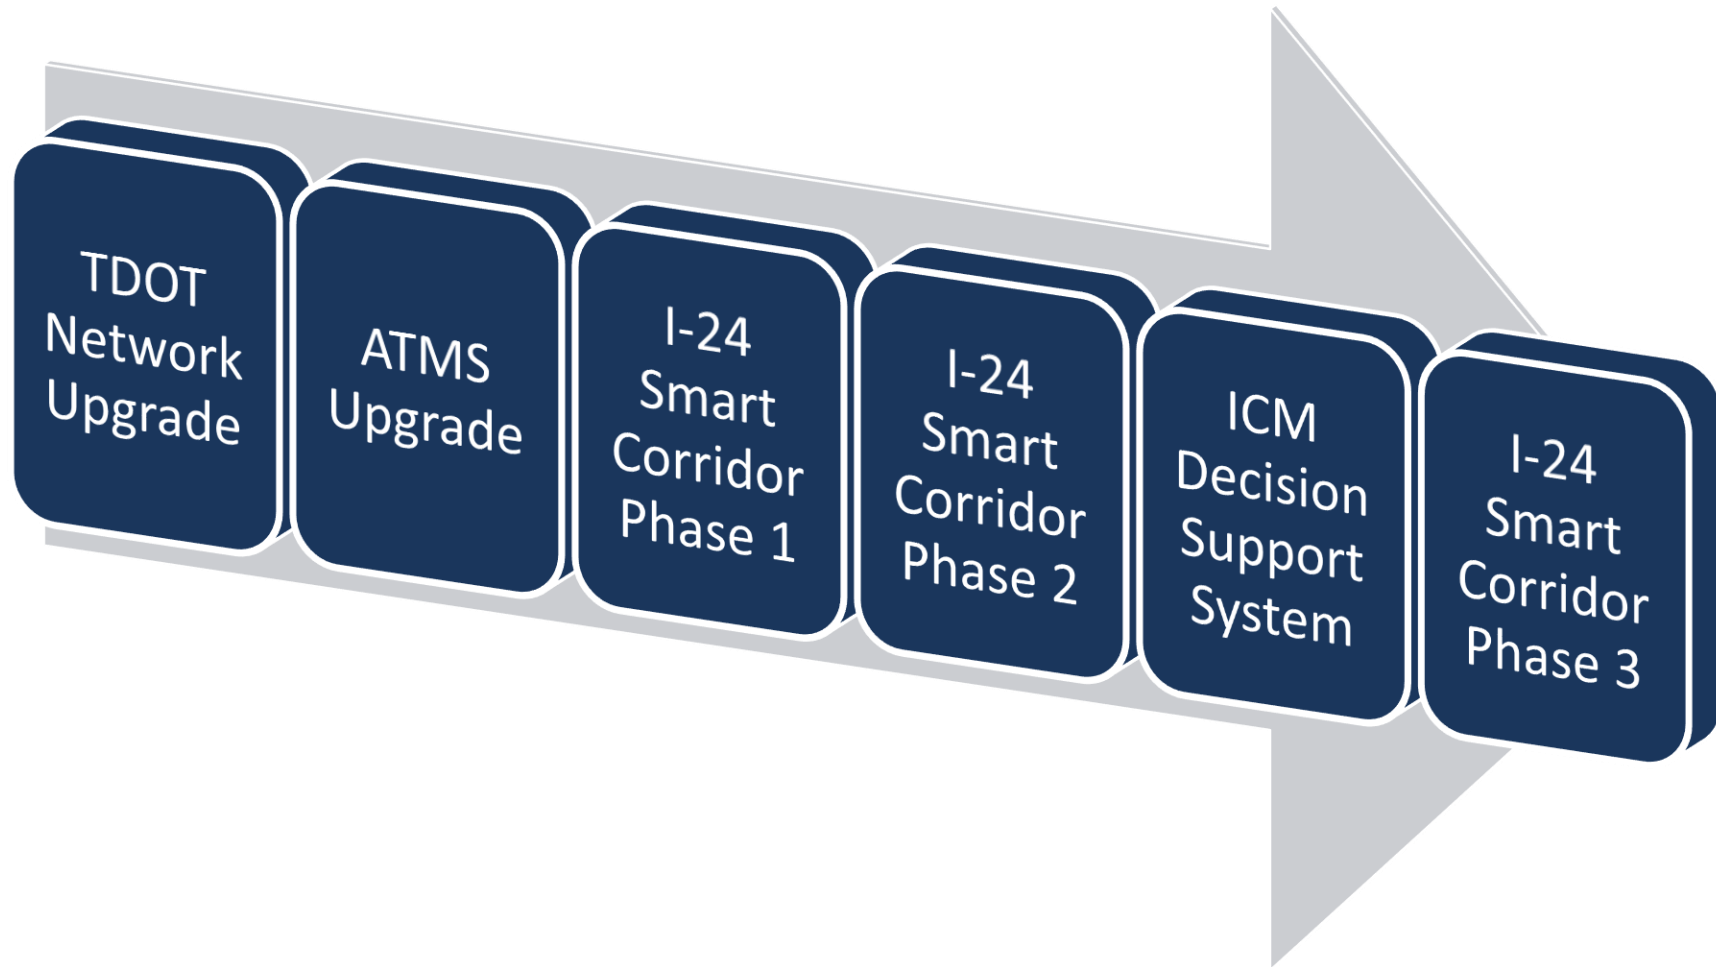 TDOT
Network
Upgrade
ATMS
Upgrade
I-24
Smart
Corridor
Phase 1
I-24
Smart
Corridor
Phase 2
ICM
Decision
Support
System
I-24
Smart
Corridor
Phase 3